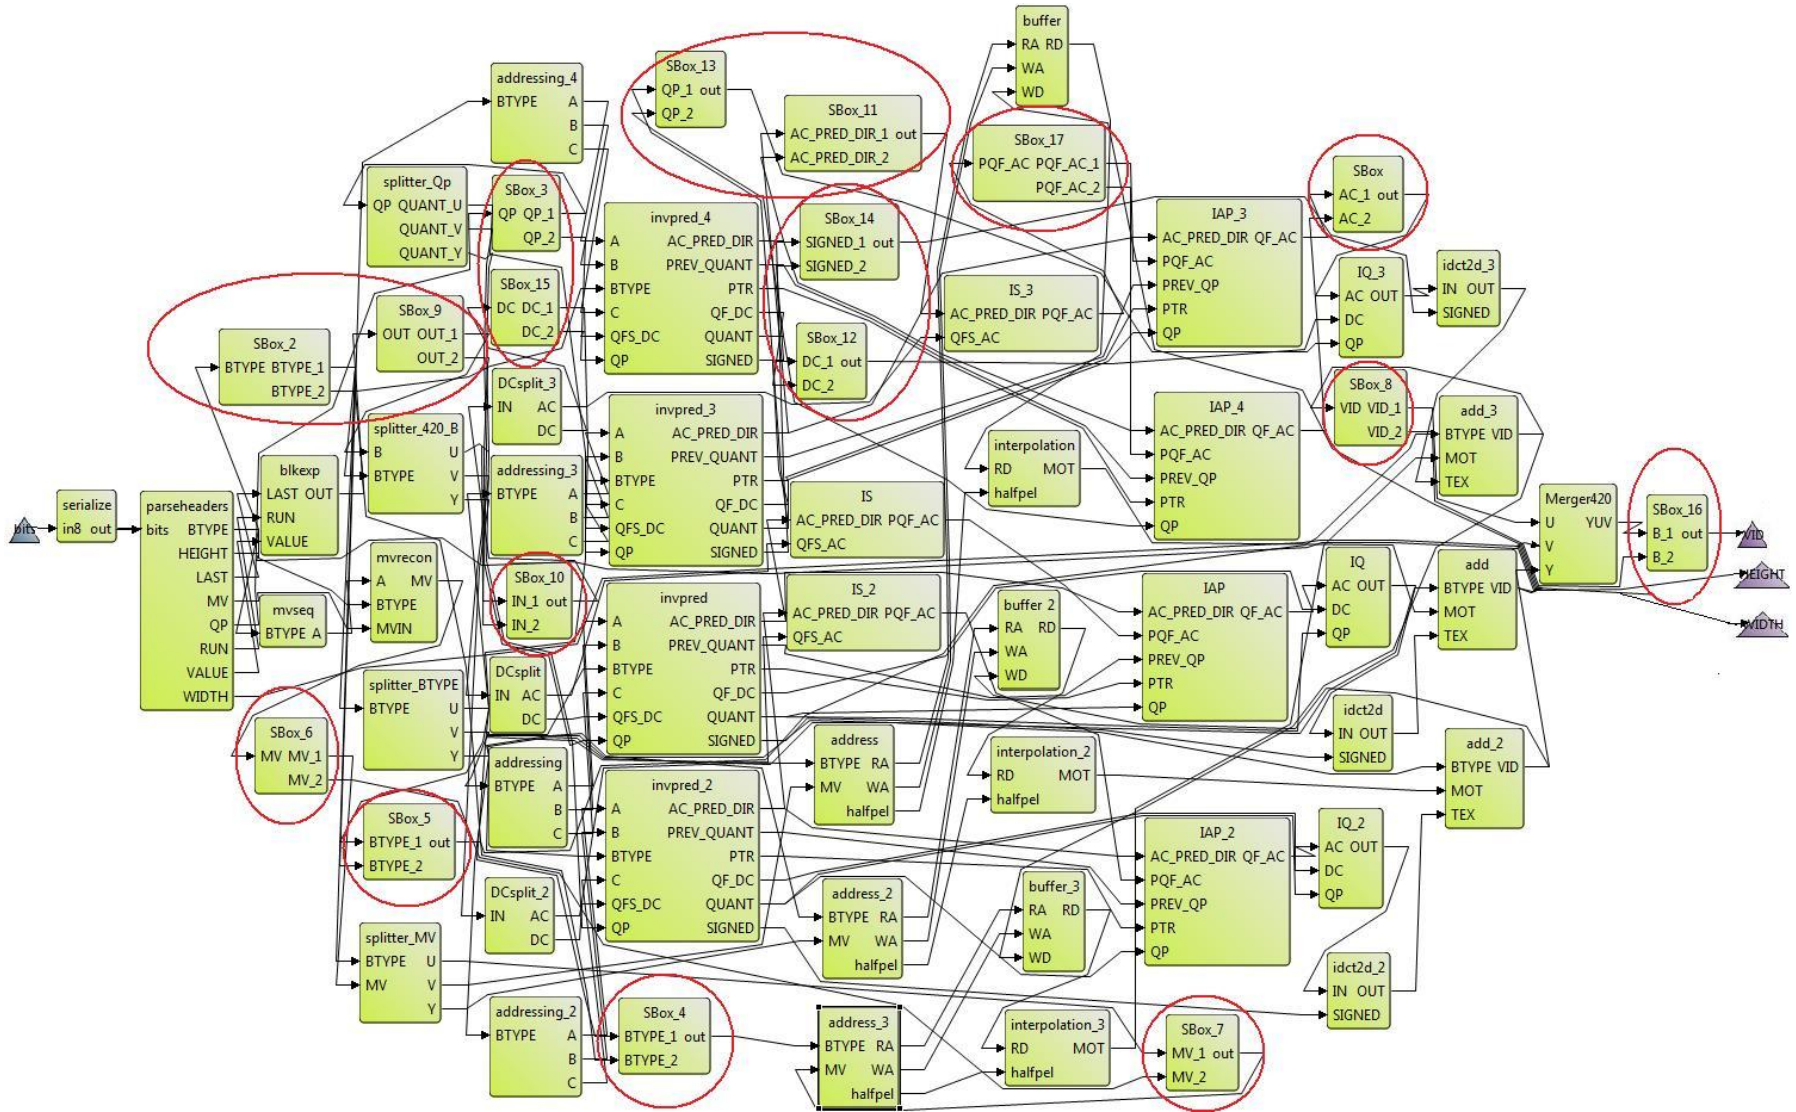 bits
serialize
in8 out
parseheaders
bits
BTYPE
HEIGHT
LAST
MV
QP
RUN
VALUE
WIDTH
SBox_2
BTYPE BTYPE_1
BTYPE_2
blkexp
LAST OUT
RUN
VALUE
mvseq
BTYPE A
SBox_6
MV MV_1
MV_2
splitter_Qp
QP QUANT_U
QUANT_V
QUANT_Y
SBox_9
OUT OUT_1
OUT_2
splitter_420_B
B U
BTYPE V
Y
mvrecon
A MV
BTYPE
MVIN
splitter_BTYPE
BTYPE U
V
Y
SBox_5
BTYPE_1 out
BTYPE_2
splitter_MV
BTYPE U
MV V
Y
addressing_4
BTYPE A
B
C
SBox_3
QP QP_1
QP_2
SBox_15
DC DC_1
DC_2
DCsplit_3
IN AC
DC
addressing_3
BTYPE A
B
C
SBox_10
IN_1 out
IN_2
DCsplit
IN AC
DC
addressing
BTYPE A
B
C
DCsplit_2
IN AC
DC
addressing_2
BTYPE A
B
C
SBox_13
QP_1 out
QP_2
invpred_4
A AC_PRED_DIR
B PREV_QUANT
BTYPE PTR
C QF_DC
QFS_DC QUANT
QP SIGNED
invpred_3
A AC_PRED_DIR
B PREV_QUANT
BTYPE PTR
C QF_DC
QFS_DC QUANT
QP SIGNED
invpred
A AC_PRED_DIR
B PREV_QUANT
BTYPE PTR
C QF_DC
QFS_DC QUANT
QP SIGNED
invpred_2
A AC_PRED_DIR
B PREV_QUANT
BTYPE PTR
C QF_DC
QFS_DC QUANT
QP SIGNED
SBox_4
BTYPE_1 out
BTYPE_2
SBox_11
AC_PRED_DIR_1 out
AC_PRED_DIR_2
SBox_14
SIGNED_1 out
SIGNED_2
SBox_12
DC_1 out
DC_2
IS
AC_PRED_DIR PQF_AC
QFS_AC
IS_2
AC_PRED_DIR PQF_AC
QFS_AC
address
BTYPE RA
MV WA
halfpel
address_2
BTYPE RA
MV WA
halfpel
address_3
BTYPE RA
MV WA
halfpel
buffer
RA RD
WA
WD
SBox_17
PQF_AC PQF_AC_1
PQF_AC_2
IS_3
AC_PRED_DIR PQF_AC
QFS_AC
interpolation
RD MOT
halfpel
buffer 2
RA RD
WA
WD
interpolation_2
RD MOT
halfpel
buffer_3
RA RD
WA
WD
interpolation_3
RD MOT
halfpel
IAP_3
AC_PRED_DIR QF_AC
PQF_AC
PREV_QP
PTR
QP
IAP_4
AC_PRED_DIR QF_AC
PQF_AC
PREV_QP
PTR
QP
IAP
AC_PRED_DIR QF_AC
PQF_AC
PREV_QP
PTR
QP
IAP_2
AC_PRED_DIR QF_AC
PQF_AC
PREV_QP
PTR
QP
SBox_7
MV_1 out
MV_2
SBox
AC_1 out
AC_2
IQ_3
AC OUT
DC
QP
SBox_8
VID VID_1
VID_2
IQ
AC OUT
DC
QP
idct2d
IN OUT
SIGNED
IQ_2
AC OUT
DC
QP
idct2d_2
IN OUT
SIGNED
idct2d_3
IN OUT
SIGNED
add_3
BTYPE VID
MOT
TEX
add
BTYPE VID
MOT
TEX
add_2
BTYPE VID
MOT
TEX
Merger420
U YUV
V
Y
SBox_16
B_1 out
B_2
VID
HEIGHT
WIDTH